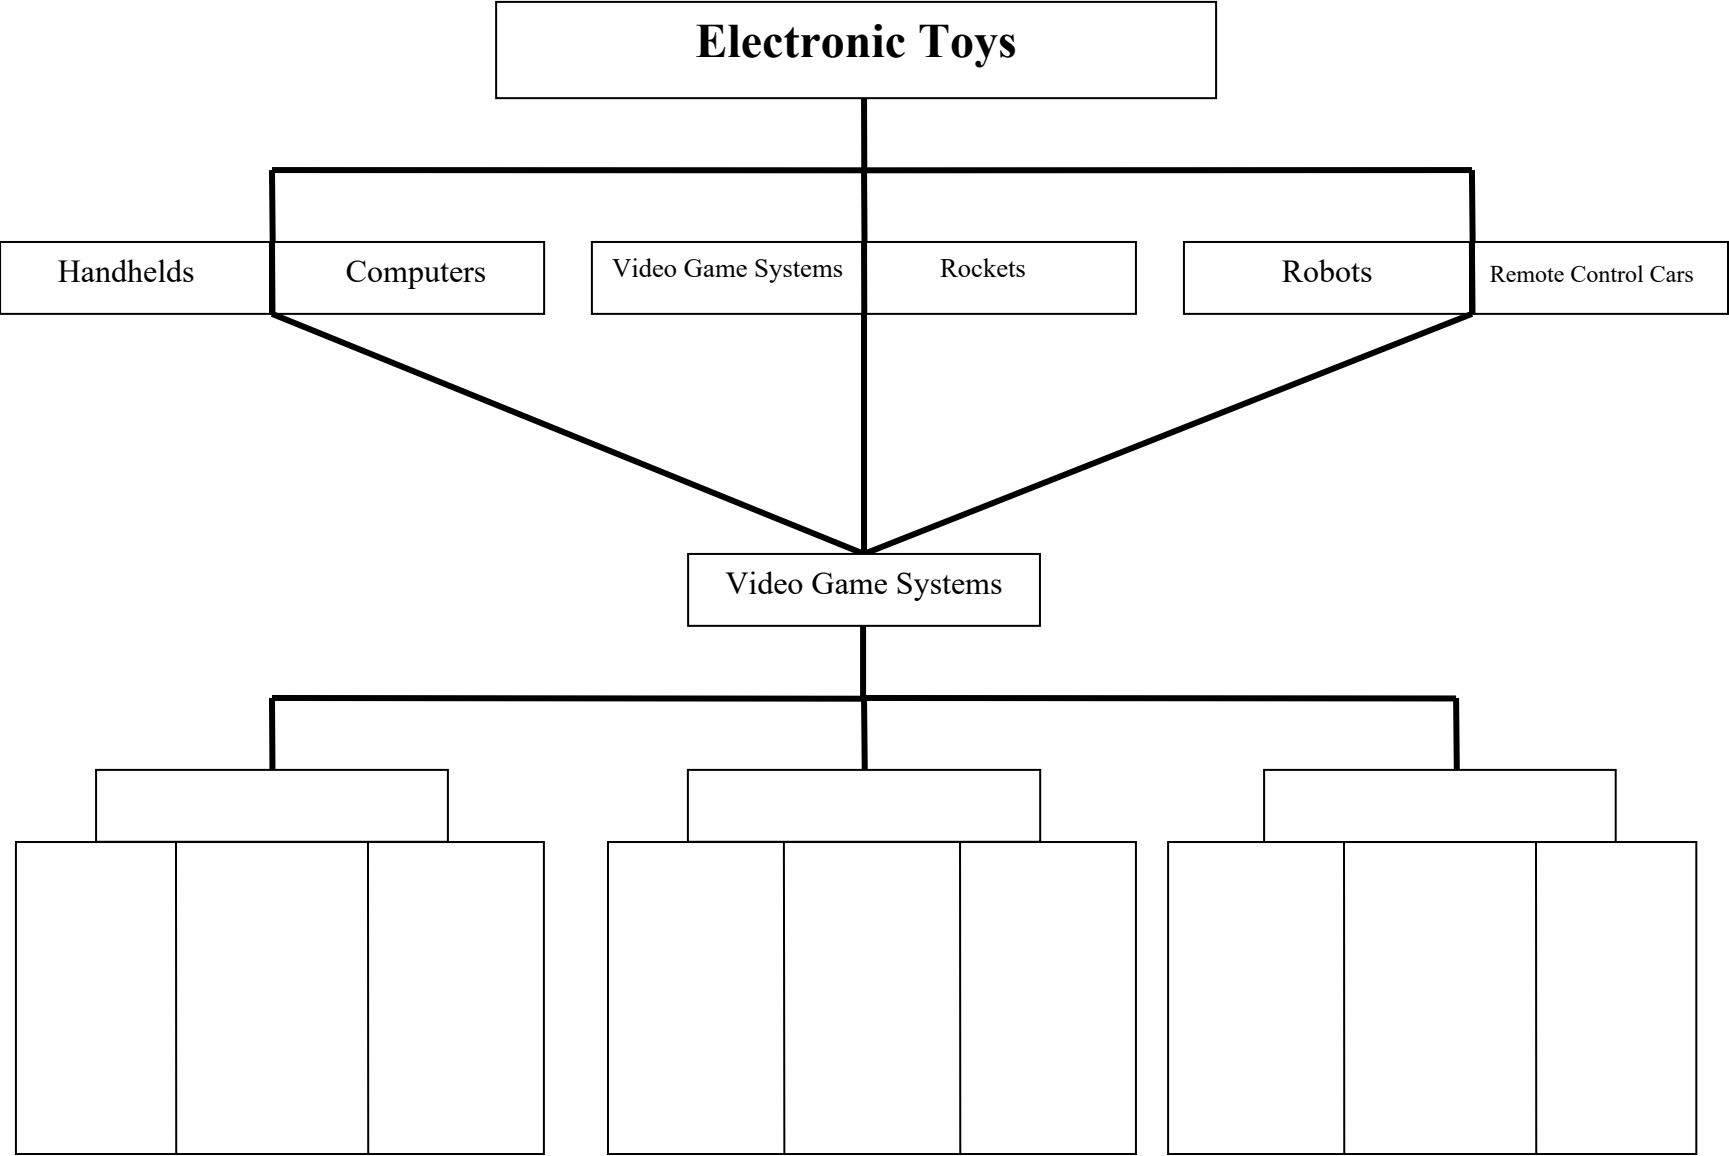 Electronic Toys
Handhelds
Computers
Video Game Systems
Rockets
Robots
Remote Control Cars
Video Game Systems